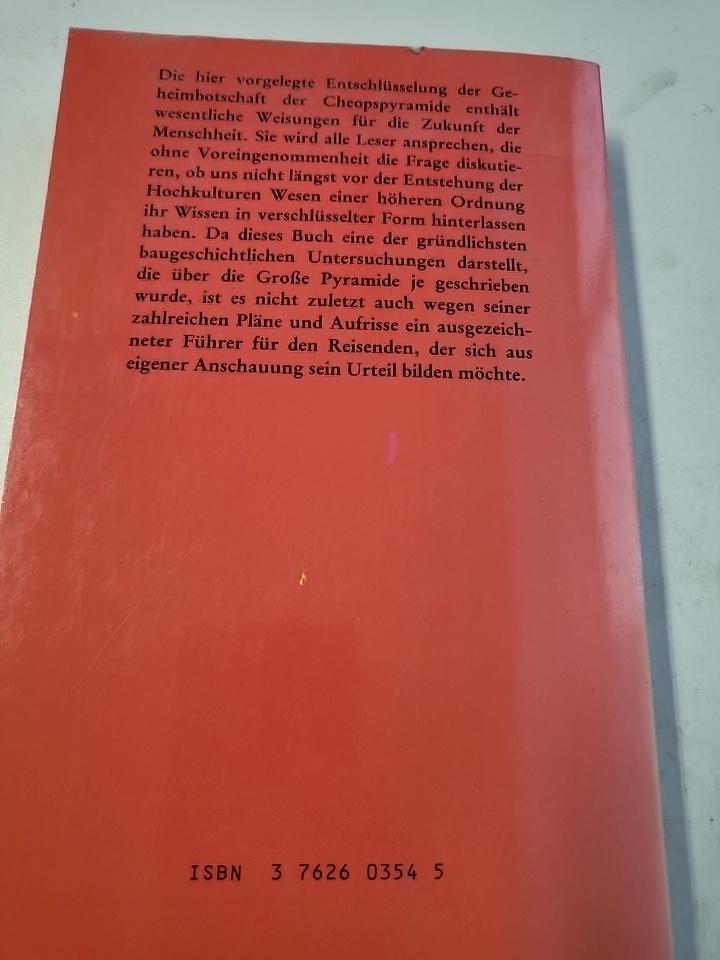 Die hier vorgelegte Entschlüsselung der Ge-
heimbotschaft der Cheopspyramide enthält
wesentliche Weisungen für die Zukunft der
Menschheit. Sie wird alle Leser ansprechen, die
ohne Voreingenommenheit die Frage diskutie-
ren, ob uns nicht längst vor der Entstehung der
Hochkulturen Wesen einer höheren Ordnung
ihr Wissen in verschlüsselter Form hinterlassen
haben. Da dieses Buch eine der gründlichsten
baugeschichtlichen Untersuchungen darstellt,
die über die Große Pyramide je geschrieben
wurde, ist es nicht zuletzt auch wegen seiner
zahlreichen Pläne und Aufrisse ein ausgezeich-
neter Führer für den Reisenden, der sich aus
eigener Anschauung sein Urteil bilden möchte.
ISBN 3 7626 0354 5